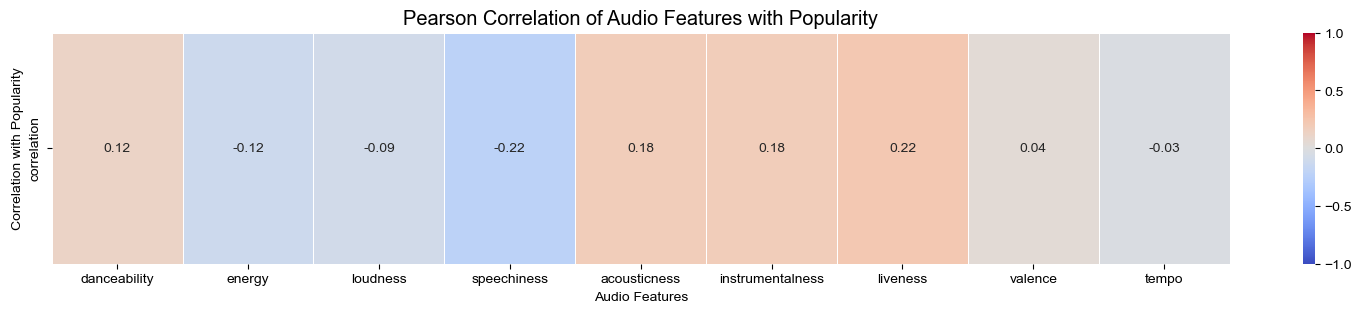 Pearson Correlation of Audio Features with Popularity
Correlation with Popularity
correlation
0.12 -0.12 -0.09 -0.22 0.18 0.18 0.22 0.04 -0.03
danceability energy loudness speechiness acousticness instrumentalness liveness valence tempo
Audio Features
1.0
0.5
0.0
−0.5
−1.0